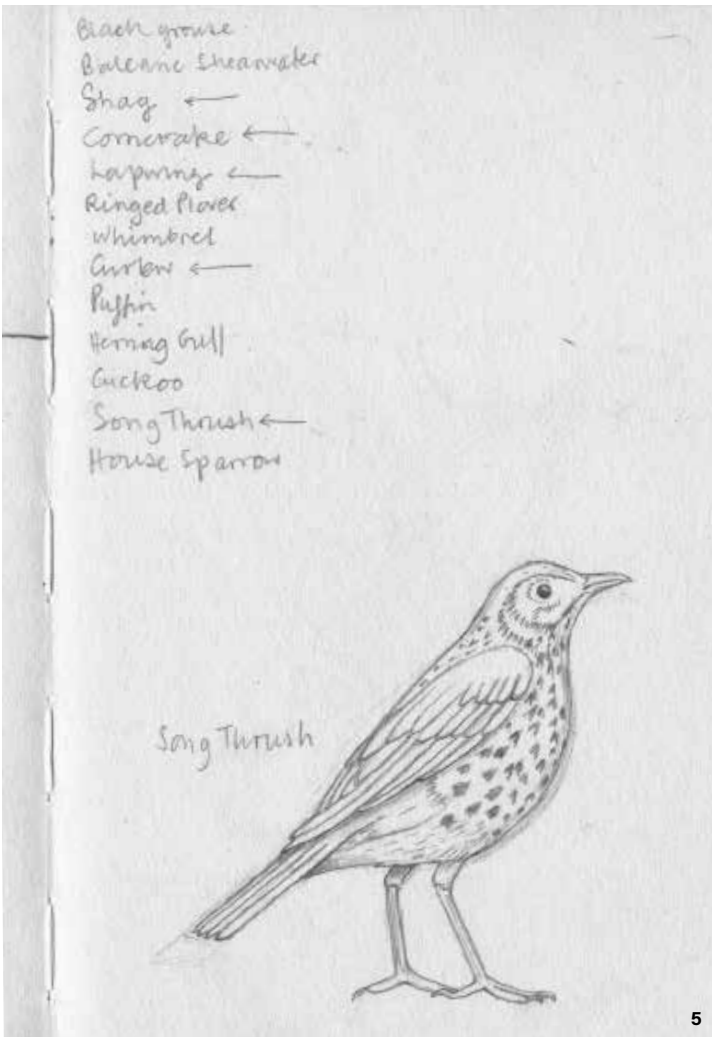 Black grouse
Balearic Shearwater
Shag ←
Corncrake ←
Lapwing ←
Ringed Plover
Whimbrel
Curlew ←
Puffin
Herring Gull
Cuckoo
Song Thrush ←
House Sparrow
Song Thrush
5